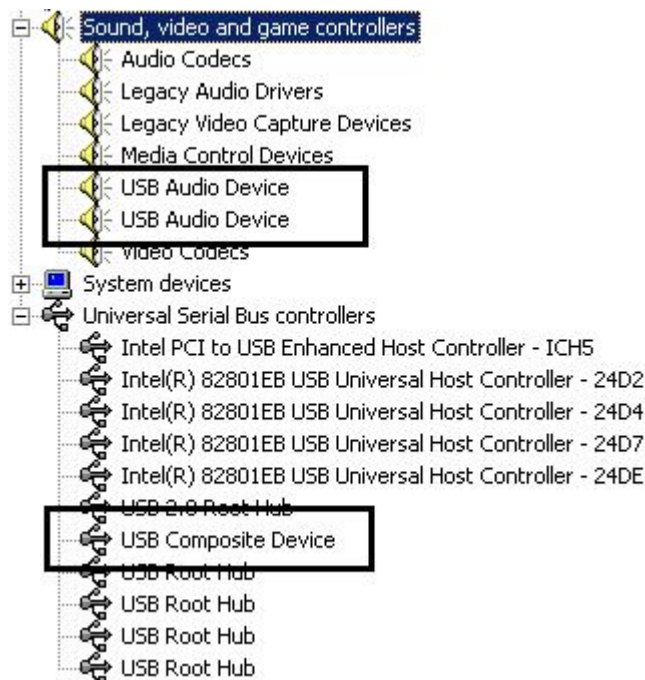 Sound, video and game controllers
Audio Codecs
Legacy Audio Drivers
Legacy Video Capture Devices
Media Control Devices
USB Audio Device
USB Audio Device
Video Codecs
System devices
Universal Serial Bus controllers
Intel PCI to USB Enhanced Host Controller - ICH5
Intel(R) 82801EB USB Universal Host Controller - 24D2
Intel(R) 82801EB USB Universal Host Controller - 24D4
Intel(R) 82801EB USB Universal Host Controller - 24D7
Intel(R) 82801EB USB Universal Host Controller - 24DE
USB 2.0 Root Hub
USB Composite Device
USB Root Hub
USB Root Hub
USB Root Hub
USB Root Hub